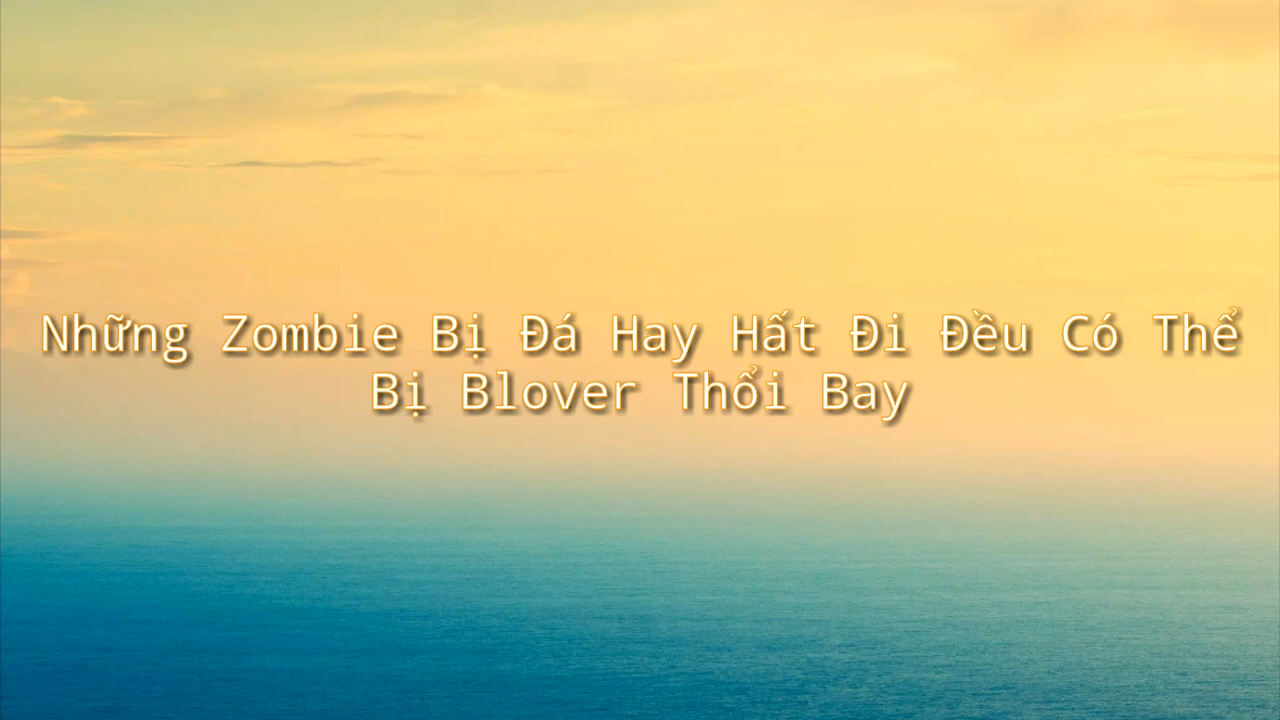 Những Zombie Bị Đá Hay Hất Đi Đều Có Thể
Bị Blover Thổi Bay